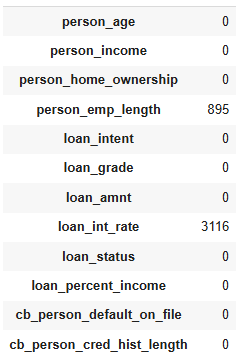 person_age 0
person_income 0
person_home_ownership 0
person_emp_length 895
loan_intent 0
loan_grade 0
loan_amnt 0
loan_int_rate 3116
loan_status 0
loan_percent_income 0
cb_person_default_on_file 0
cb_person_cred_hist_length 0